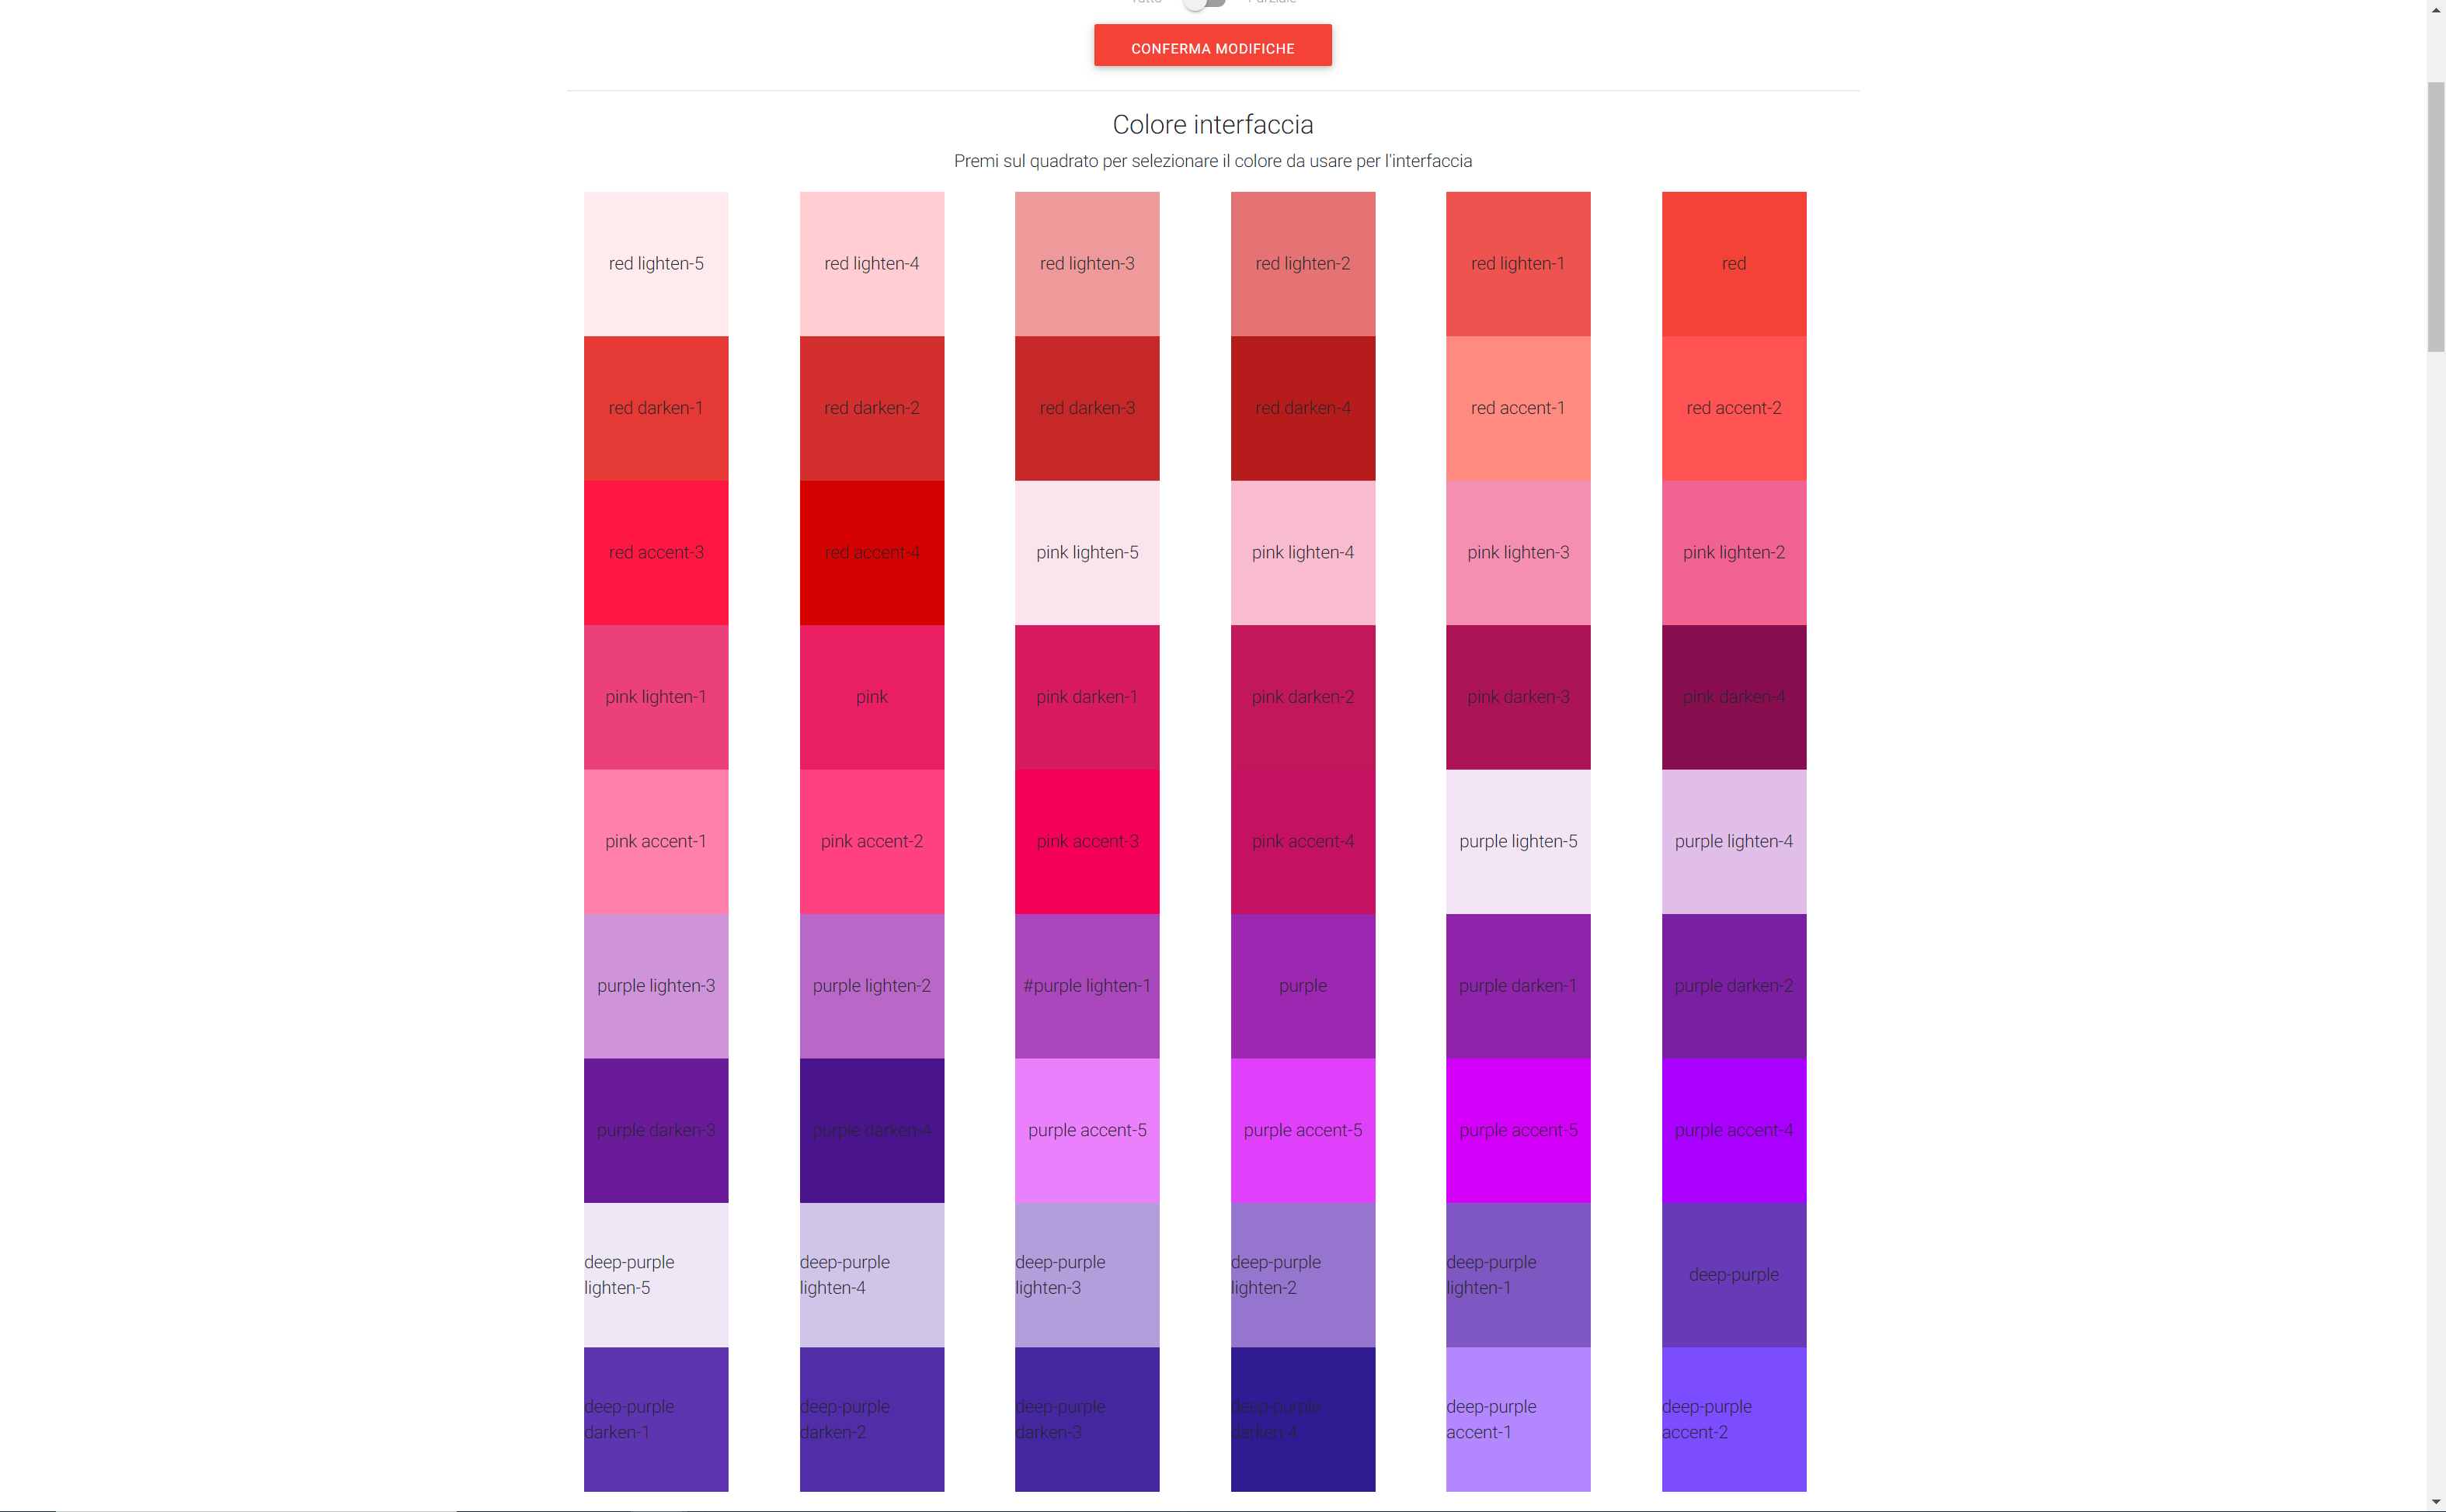 Tutto Parziale
CONFERMA MODIFICHE
Colore interfaccia
Premi sul quadrato per selezionare il colore da usare per l'interfaccia
red lighten-5
red lighten-4
red lighten-3
red lighten-2
red lighten-1
red
red darken-1
red darken-2
red darken-3
red darken-4
red accent-1
red accent-2
red accent-3
red accent-4
pink lighten-5
pink lighten-4
pink lighten-3
pink lighten-2
pink lighten-1
pink
pink darken-1
pink darken-2
pink darken-3
pink darken-4
pink accent-1
pink accent-2
pink accent-3
pink accent-4
purple lighten-5
purple lighten-4
purple lighten-3
purple lighten-2
#purple lighten-1
purple
purple darken-1
purple darken-2
purple darken-3
purple darken-4
purple accent-5
purple accent-5
purple accent-5
purple accent-4
deep-purple
lighten-5
deep-purple
lighten-4
deep-purple
lighten-3
deep-purple
lighten-2
deep-purple
lighten-1
deep-purple
deep-purple
darken-1
deep-purple
darken-2
deep-purple
darken-3
deep-purple
darken-4
deep-purple
accent-1
deep-purple
accent-2